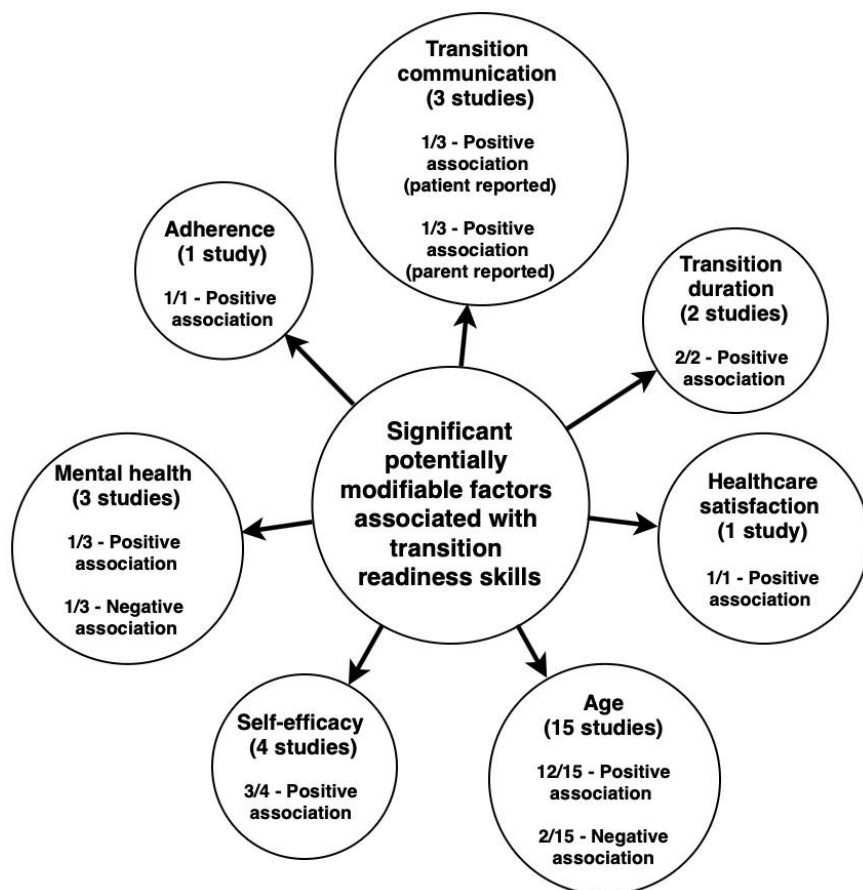 Transition
communication
(3 studies)
1/3 - Positive
association
(patient reported)
1/3 - Positive
association
(parent reported)
Adherence
(1 study)
1/1 - Positive
association
Transition
duration
(2 studies)
2/2 - Positive
association
Significant
potentially
modifiable factors
associated with
transition
readiness skills
Mental health
(3 studies)
1/3 - Positive
association
1/3 - Negative
association
Healthcare
satisfaction
(1 study)
1/1 - Positive
association
Self-efficacy
(4 studies)
3/4 - Positive
association
Age
(15 studies)
12/15 - Positive
association
2/15 - Negative
association